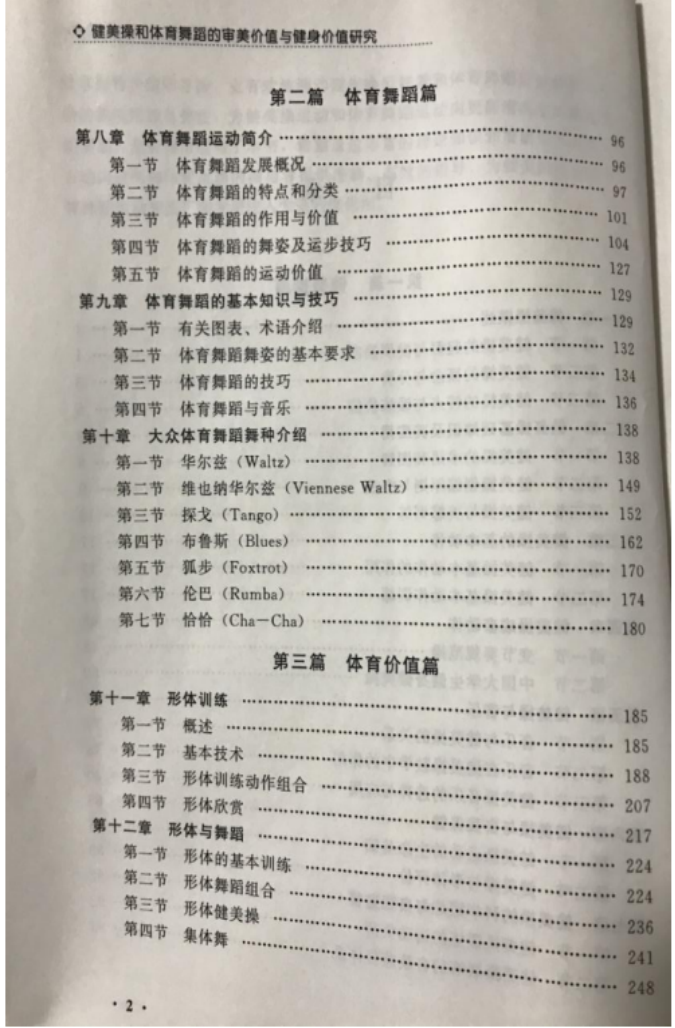 ◇ 健美操和体育舞蹈的审美价值与健身价值研究
第二篇 体育舞蹈篇
第八章 体育舞蹈运动简介 …… 96
第一节 体育舞蹈发展概况 …… 96
第二节 体育舞蹈的特点和分类 …… 97
第三节 体育舞蹈的作用与价值 …… 101
第四节 体育舞蹈的舞姿及运步技巧 …… 104
第五节 体育舞蹈的运动价值 …… 127
第九章 体育舞蹈的基本知识与技巧 …… 129
第一节 有关图表、术语介绍 …… 129
第二节 体育舞蹈舞姿的基本要求 …… 132
第三节 体育舞蹈的技巧 …… 134
第四节 体育舞蹈与音乐 …… 136
第十章 大众体育舞蹈舞种介绍 …… 138
第一节 华尔兹（Waltz） …… 138
第二节 维也纳华尔兹（Viennese Waltz） …… 149
第三节 探戈（Tango） …… 152
第四节 布鲁斯（Blues） …… 162
第五节 狐步（Foxtrot） …… 170
第六节 伦巴（Rumba） …… 174
第七节 恰恰（Cha－Cha） …… 180
第三篇 体育价值篇
第十一章 形体训练 …… 185
第一节 概述 …… 185
第二节 基本技术 …… 188
第三节 形体训练动作组合 …… 207
第四节 形体欣赏 …… 217
第十二章 形体与舞蹈 …… 224
第一节 形体的基本训练 …… 224
第二节 形体舞蹈组合 …… 236
第三节 形体健美操 …… 241
第四节 集体舞 …… 248
· 2 ·